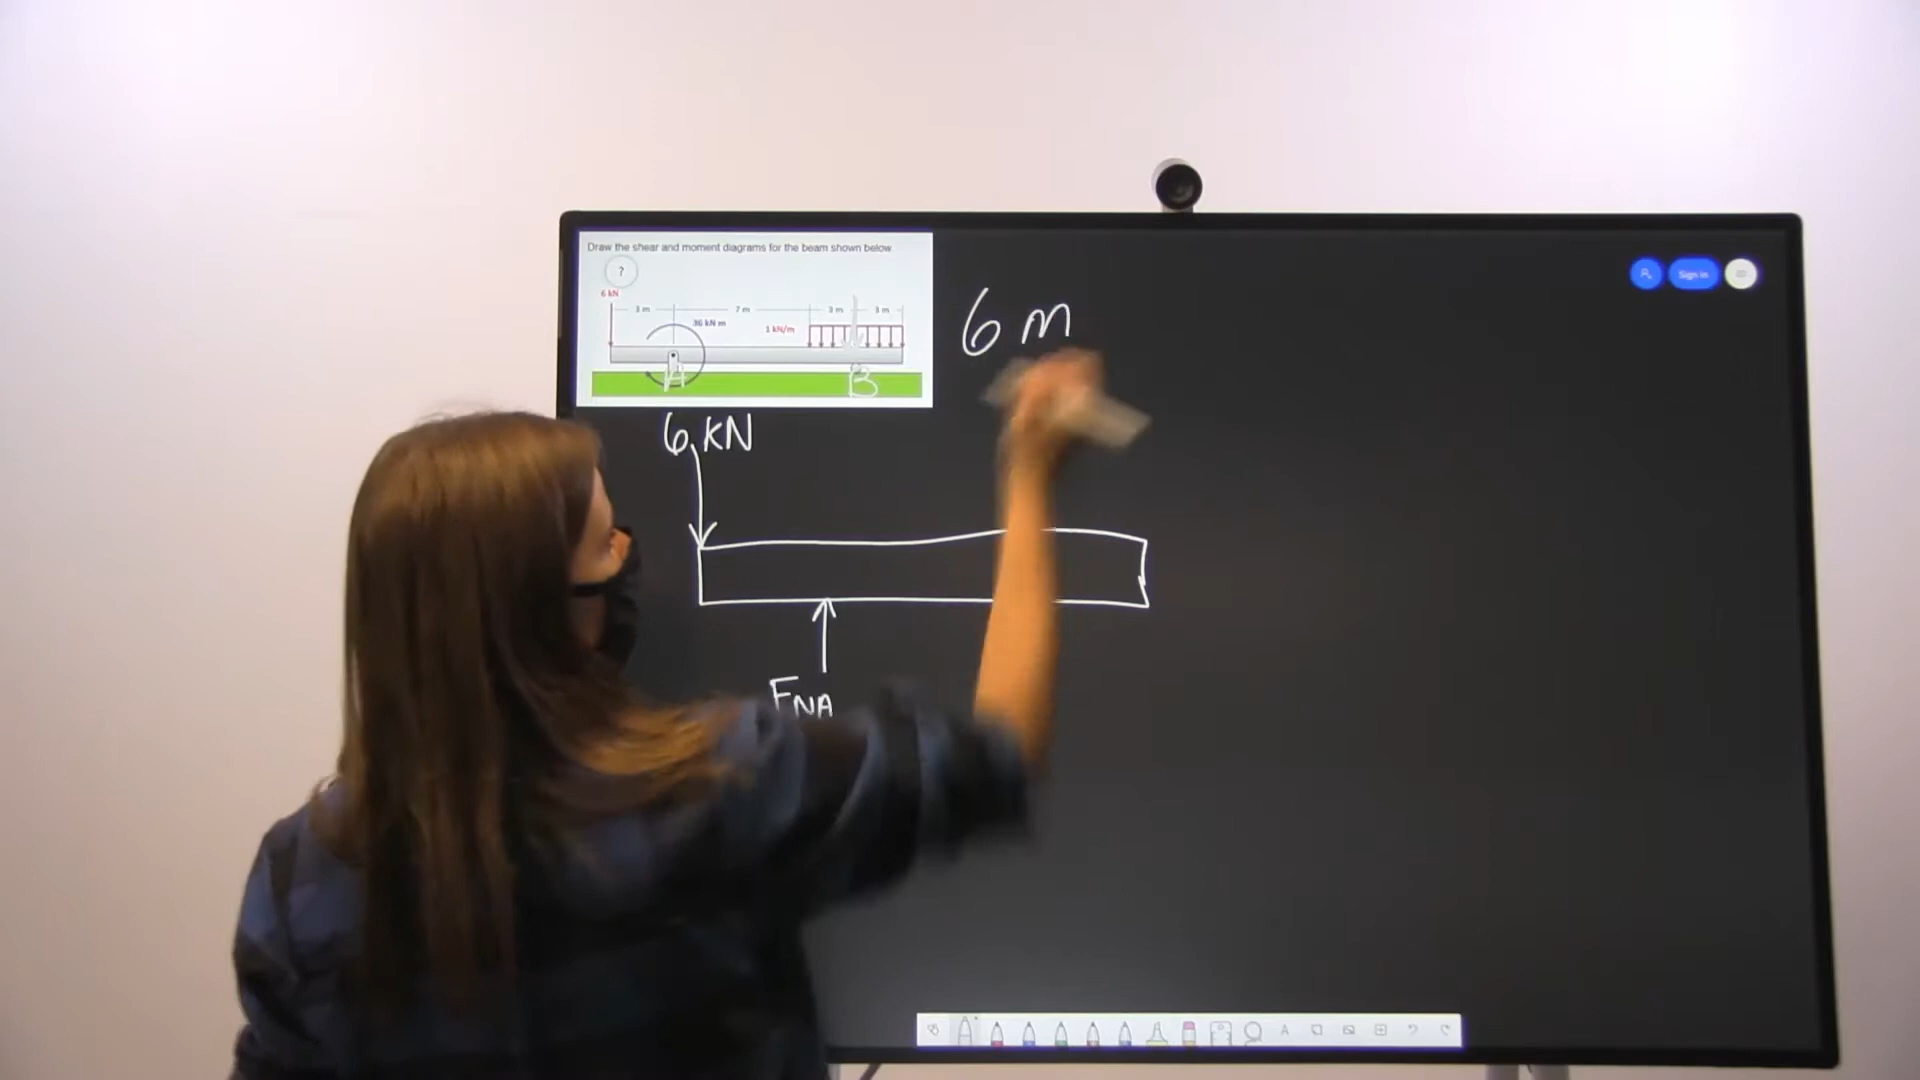 Draw the shear and moment diagrams for the beam shown below.
?
6 kN
3 m
7 m
3 m
3 m
36 kN m
1 kN/m
A
B
Sign in
6 m
6 KN
FNA
A